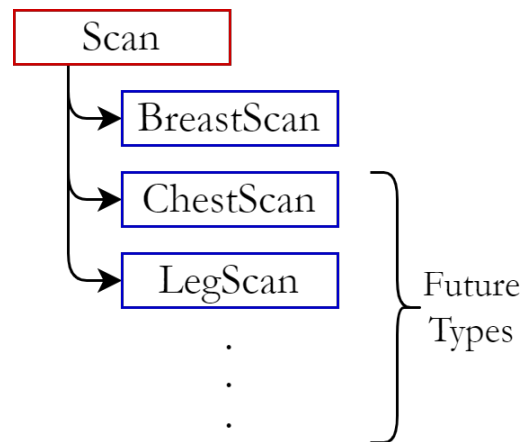 Scan
BreastScan
ChestScan
LegScan
Future
Types
.
.
.